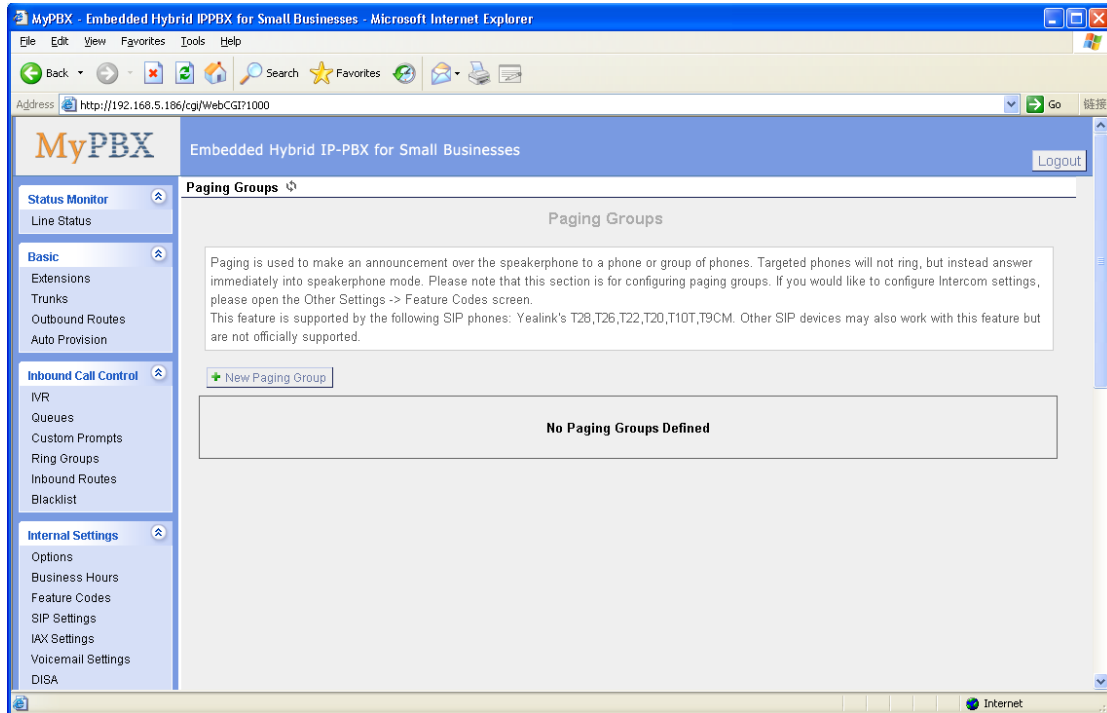 MyPBX - Embedded Hybrid IPPBX for Small Businesses - Microsoft Internet Explorer
File Edit View Favorites Tools Help
Back Search Favorites
Address http://192.168.5.186/cgi/WebCGI?1000 Go 链接
MyPBX
Embedded Hybrid IP-PBX for Small Businesses
Logout
Status Monitor
Line Status
Basic
Extensions
Trunks
Outbound Routes
Auto Provision
Inbound Call Control
IVR
Queues
Custom Prompts
Ring Groups
Inbound Routes
Blacklist
Internal Settings
Options
Business Hours
Feature Codes
SIP Settings
IAX Settings
Voicemail Settings
DISA
Paging Groups
Paging Groups
Paging is used to make an announcement over the speakerphone to a phone or group of phones. Targeted phones will not ring, but instead answer
immediately into speakerphone mode. Please note that this section is for configuring paging groups. If you would like to configure Intercom settings,
please open the Other Settings -> Feature Codes screen.
This feature is supported by the following SIP phones: Yealink's T28,T26,T22,T20,T10T,T9CM. Other SIP devices may also work with this feature but
are not officially supported.
New Paging Group
No Paging Groups Defined
Internet